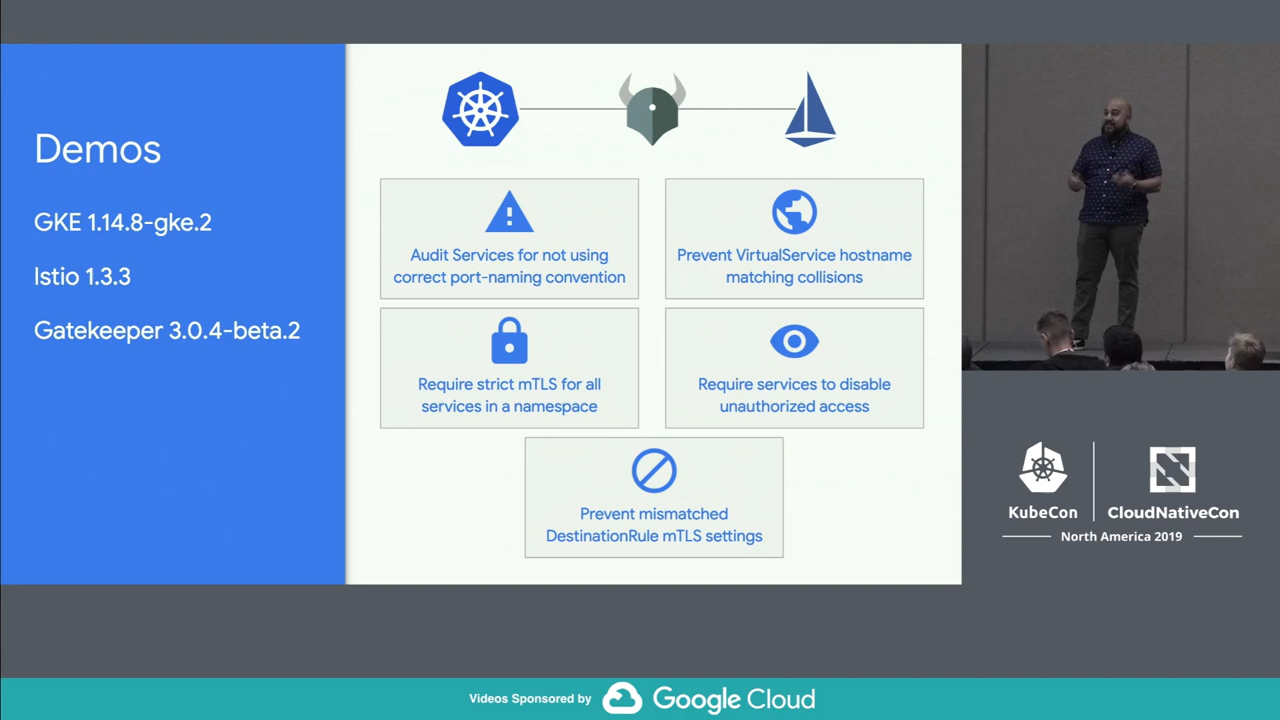 Demos
GKE 1.14.8-gke.2
Istio 1.3.3
Gatekeeper 3.0.4-beta.2
Audit Services for not using
correct port-naming convention
Prevent VirtualService hostname
matching collisions
Require strict mTLS for all
services in a namespace
Require services to disable
unauthorized access
Prevent mismatched
DestinationRule mTLS settings
KubeCon
CloudNativeCon
North America 2019
Videos Sponsored by
Google Cloud